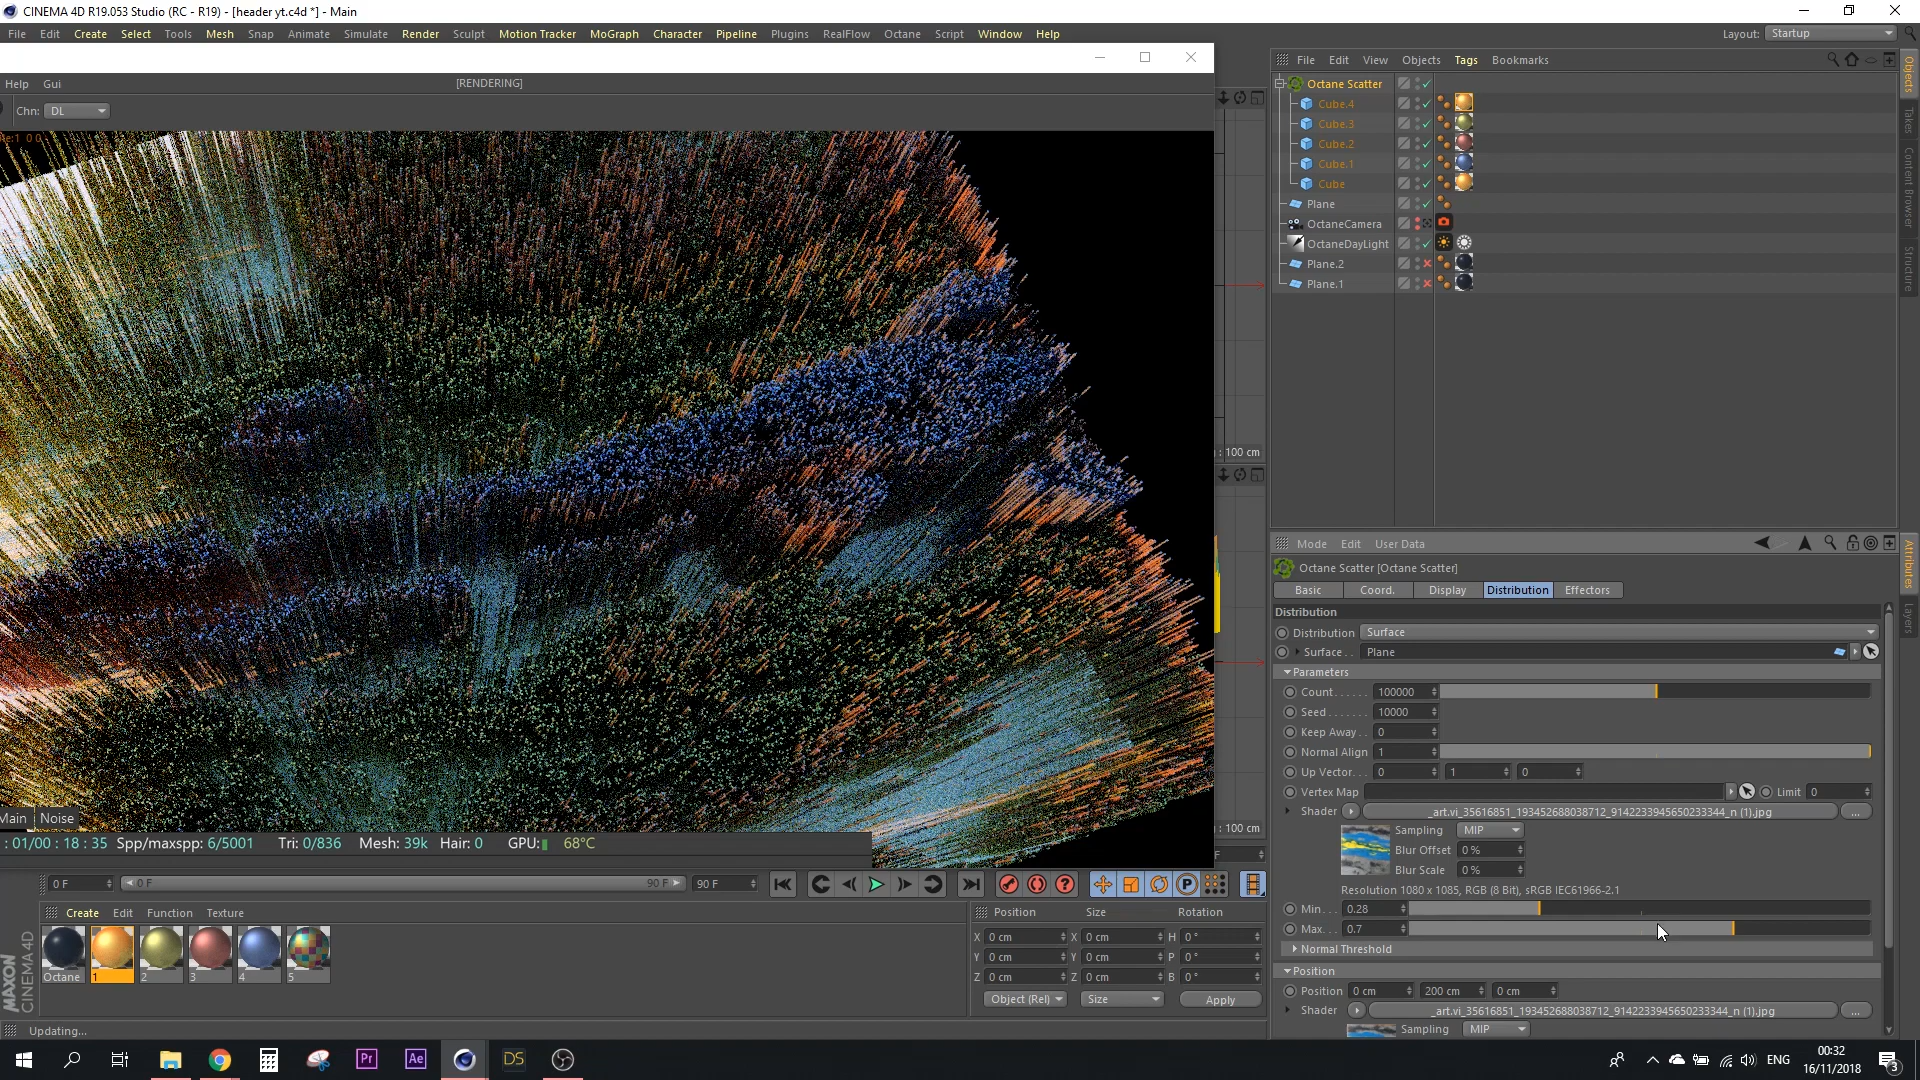 CINEMA 4D R19.053 Studio (RC - R19) - [header yt.c4d *] - Main
File Edit Create Select Tools Mesh Snap Animate Simulate Render Sculpt Motion Tracker MoGraph Character Pipeline Plugins RealFlow Octane Script Window Help
Layout: Startup
Help Gui [RENDERING]
Chn: DL
File Edit View Objects Tags Bookmarks
Octane Scatter
Cube.4
Cube.3
Cube.2
Cube.1
Cube
Plane
OctaneCamera
OctaneDayLight
Plane.2
Plane.1
Objects
Takes
Content Browser
Structure
: 100 cm
Mode Edit User Data
Octane Scatter [Octane Scatter]
Basic Coord. Display Distribution Effectors
Attributes
Layers
Distribution
Distribution Surface
Surface . . Plane
Parameters
Count . . . . . . 100000
Seed . . . . . . . 10000
Keep Away . . 0
Normal Align 1
Up Vector. . . 0 1 0
Vertex Map Limit 0
Shader _art.vi_35616851_193452688038712_9142233945650233344_n (1).jpg ...
Sampling MIP
Blur Offset 0 %
Blur Scale 0 %
Resolution 1080 x 1085, RGB (8 Bit), sRGB IEC61966-2.1
Min. . . 0.28
Max. . . 0.7
Normal Threshold
Position
Position 0 cm 200 cm 0 cm
Shader _art.vi_35616851_193452688038712_9142233945650233344_n (1).jpg ...
Sampling MIP
Main Noise
: 01/00 : 18 : 35 Spp/maxspp: 6/5001 Tri: 0/836 Mesh: 39k Hair: 0 GPU: 68°C
: 100 cm
0 F 0 F 90 F 90 F
Create Edit Function Texture
Octane 1 2 3 4 5
Position Size Rotation
X 0 cm X 0 cm H 0 °
Y 0 cm Y 0 cm P 0 °
Z 0 cm Z 0 cm B 0 °
Object (Rel) Size Apply
MAXON
CINEMA 4D
Updating...
Pr Ae DS
ENG
00:32
16/11/2018
3